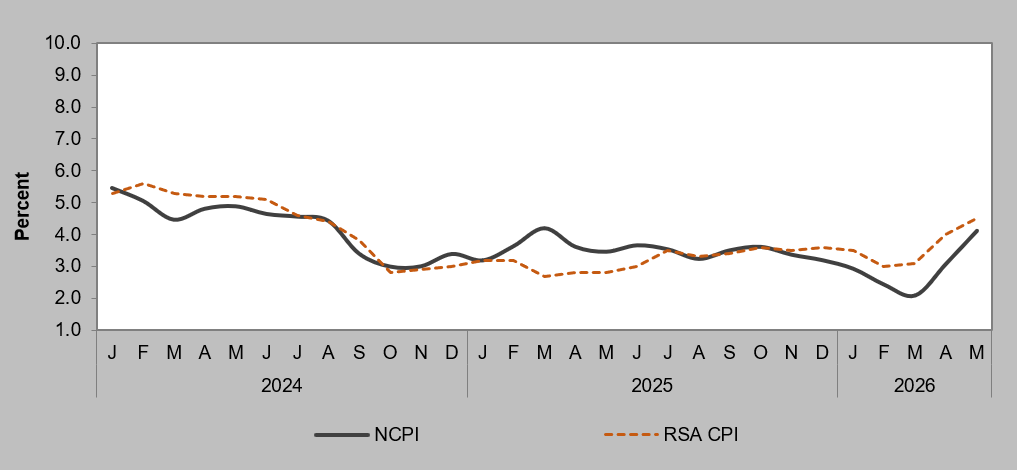 Percent
10.0
9.0
8.0
7.0
6.0
5.0
4.0
3.0
2.0
1.0
J F M A M J J A S O N D J F M A M J J A S O N D J F M A M
2024 2025 2026
NCPI RSA CPI